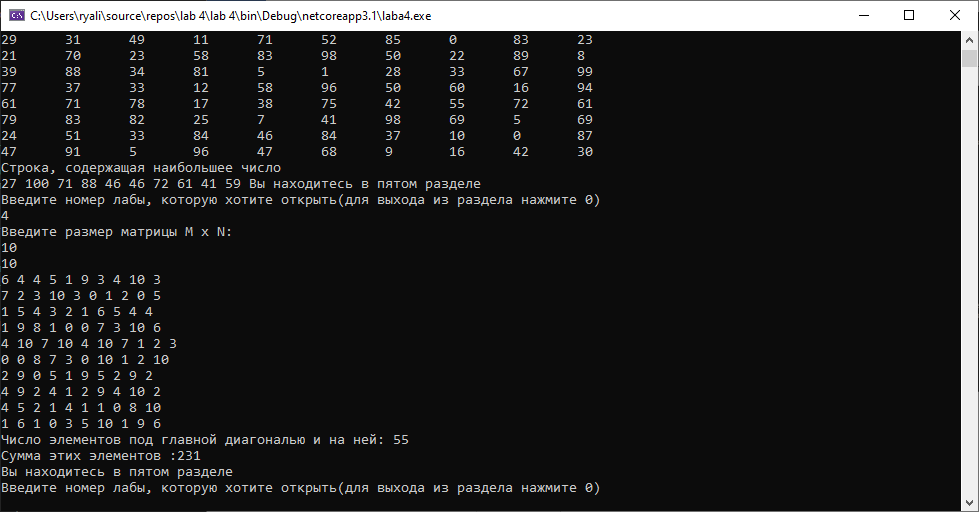 C:\Users\ryali\source\repos\lab 4\lab 4\bin\Debug\netcoreapp3.1\laba4.exe
29 31 49 11 71 52 85 0 83 23
21 70 23 58 83 98 50 22 89 8
39 88 34 81 5 1 28 33 67 99
77 37 33 12 58 96 50 60 16 94
61 71 78 17 38 75 42 55 72 61
79 83 82 25 7 41 98 69 5 69
24 51 33 84 46 84 37 10 0 87
47 91 5 96 47 68 9 16 42 30
Строка, содержащая наибольшее число
27 100 71 88 46 46 72 61 41 59 Вы находитесь в пятом разделе
Введите номер лабы, которую хотите открыть(для выхода из раздела нажмите 0)
4
Введите размер матрицы M x N:
10
10
6 4 4 5 1 9 3 4 10 3
7 2 3 10 3 0 1 2 0 5
1 5 4 3 2 1 6 5 4 4
1 9 8 1 0 0 7 3 10 6
4 10 7 10 4 10 7 1 2 3
0 0 8 7 3 0 10 1 2 10
2 9 0 5 1 9 5 2 9 2
4 9 2 4 1 2 9 4 10 2
4 5 2 1 4 1 1 0 8 10
1 6 1 0 3 5 10 1 9 6
Число элементов под главной диагональю и на ней: 55
Сумма этих элементов :231
Вы находитесь в пятом разделе
Введите номер лабы, которую хотите открыть(для выхода из раздела нажмите 0)